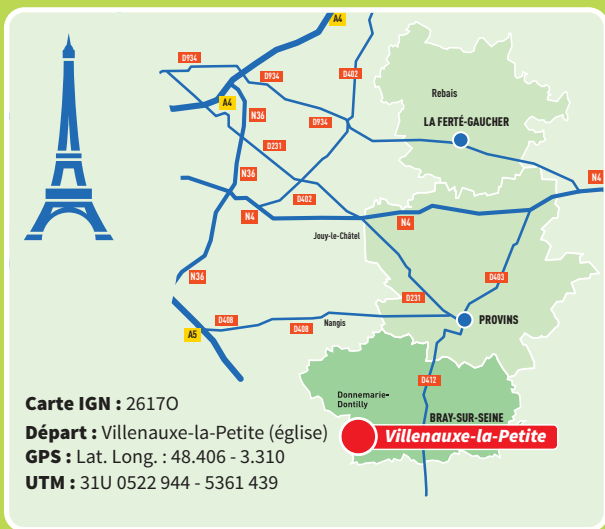 A4
D934
D402
D934
A4
Rebais
N36
LA FERTÉ-GAUCHER
D934
D231
N36
N4
D402
N4
N4
Jouy-le-Châtel
N36
D403
D231
D408
Nangis
PROVINS
A5
D408
D412
Donnemarie-
Dontilly
BRAY-SUR-SEINE
Villenauxe-la-Petite
Carte IGN : 2617O
Départ : Villenauxe-la-Petite (église)
GPS : Lat. Long. : 48.406 - 3.310
UTM : 31U 0522 944 - 5361 439